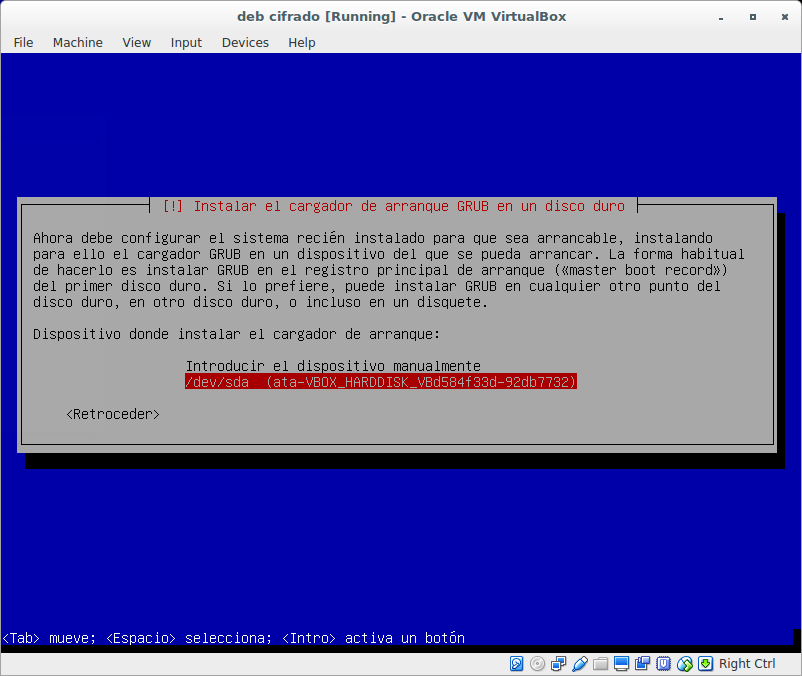 deb cifrado [Running] - Oracle VM VirtualBox
File Machine View Input Devices Help
[!] Instalar el cargador de arranque GRUB en un disco duro
Ahora debe configurar el sistema recién instalado para que sea arrancable, instalando
para ello el cargador GRUB en un dispositivo del que se pueda arrancar. La forma habitual
de hacerlo es instalar GRUB en el registro principal de arranque («master boot record»)
del primer disco duro. Si lo prefiere, puede instalar GRUB en cualquier otro punto del
disco duro, en otro disco duro, o incluso en un disquete.
Dispositivo donde instalar el cargador de arranque:
Introducir el dispositivo manualmente
/dev/sda (ata-VBOX_HARDDISK_VBd584f33d-92db7732)
<Retroceder>
<Tab> mueve; <Espacio> selecciona; <Intro> activa un botón
Right Ctrl